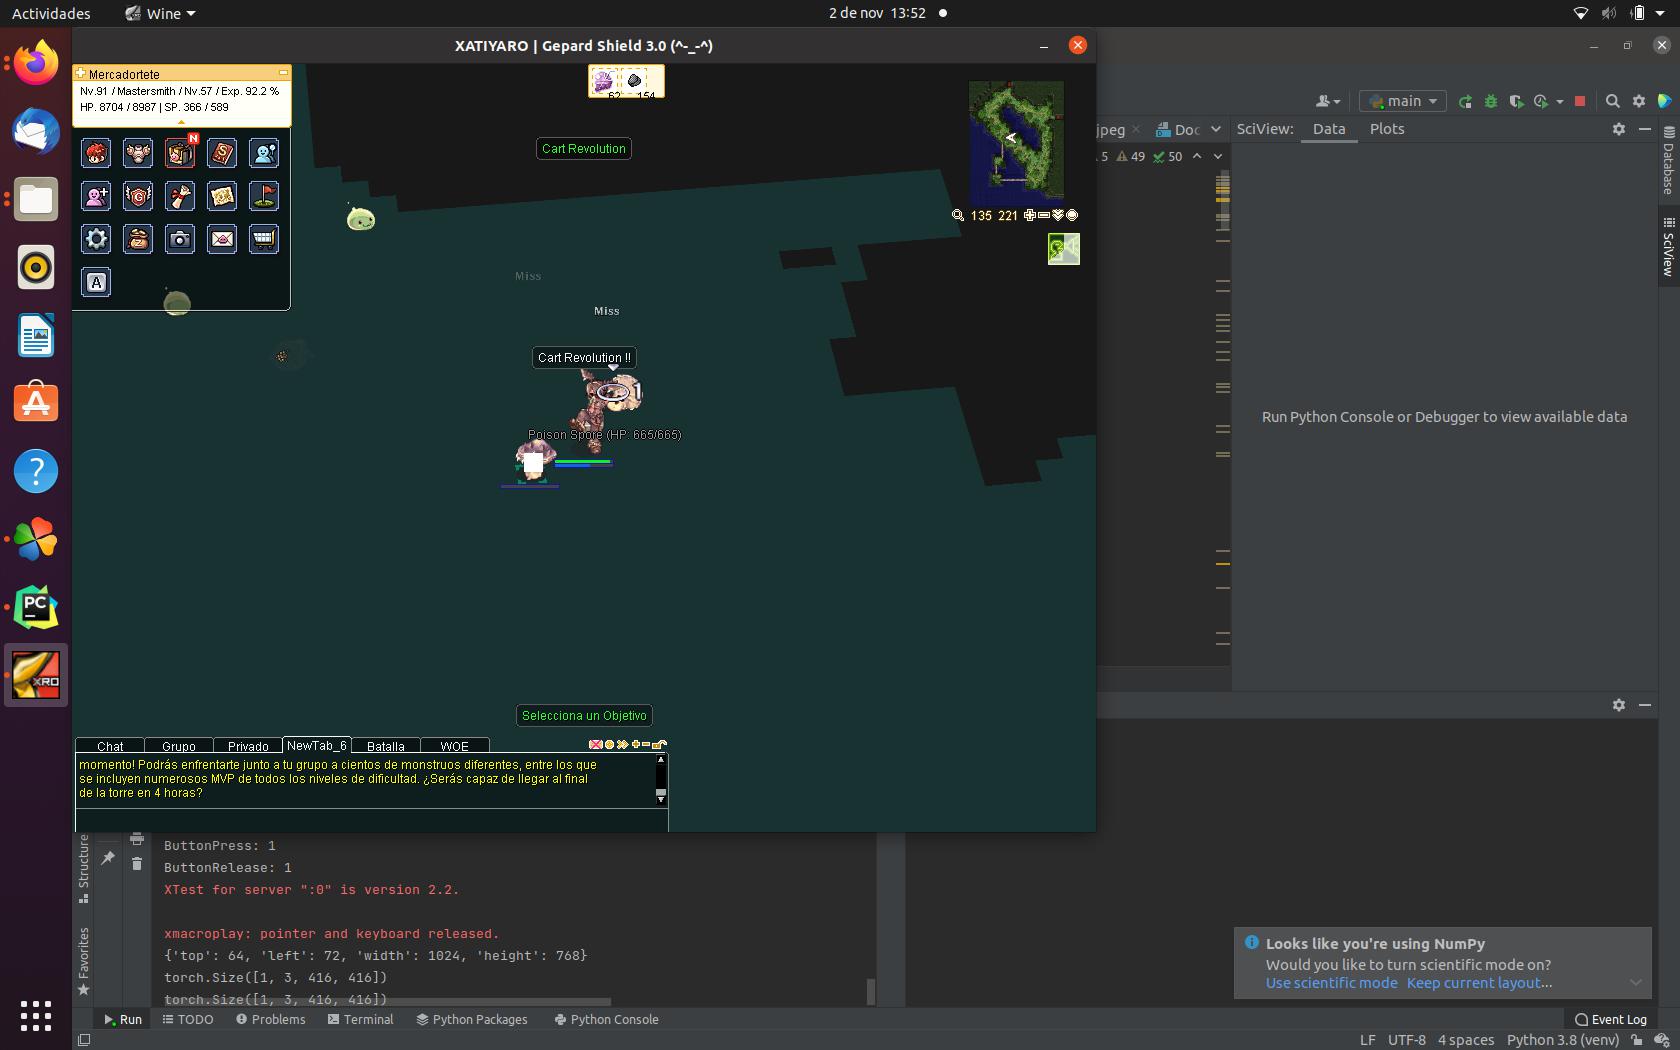 Actividades
Wine
2 de nov 13:52
XATIYARO | Gepard Shield 3.0 (^-_-^)
Mercadortete
Nv.91 / Mastersmith / Nv.57 / Exp. 92.2 %
HP. 8704 / 8987 | SP. 366 / 589
N
A
62 154
Cart Revolution
135 221
Miss
Miss
Cart Revolution !!
1
Poison Spore (HP: 665/665)
Selecciona un Objetivo
Chat Grupo Privado NewTab_6 Batalla WOE
momento! Podrás enfrentarte junto a tu grupo a cientos de monstruos diferentes, entre los que
se incluyen numerosos MVP de todos los niveles de dificultad. ¿Serás capaz de llegar al final
de la torre en 4 horas?
PC
XRO
main
jpeg
Doc
SciView: Data Plots
5 49 50
Database
SciView
Run Python Console or Debugger to view available data
Structure
Favorites
ButtonPress: 1
ButtonRelease: 1
XTest for server ":0" is version 2.2.
xmacroplay: pointer and keyboard released.
{'top': 64, 'left': 72, 'width': 1024, 'height': 768}
torch.Size([1, 3, 416, 416])
torch.Size([1, 3, 416, 416])
Looks like you're using NumPy
Would you like to turn scientific mode on?
Use scientific mode Keep current layout...
Run TODO Problems Terminal Python Packages Python Console
Event Log
LF UTF-8 4 spaces Python 3.8 (venv)